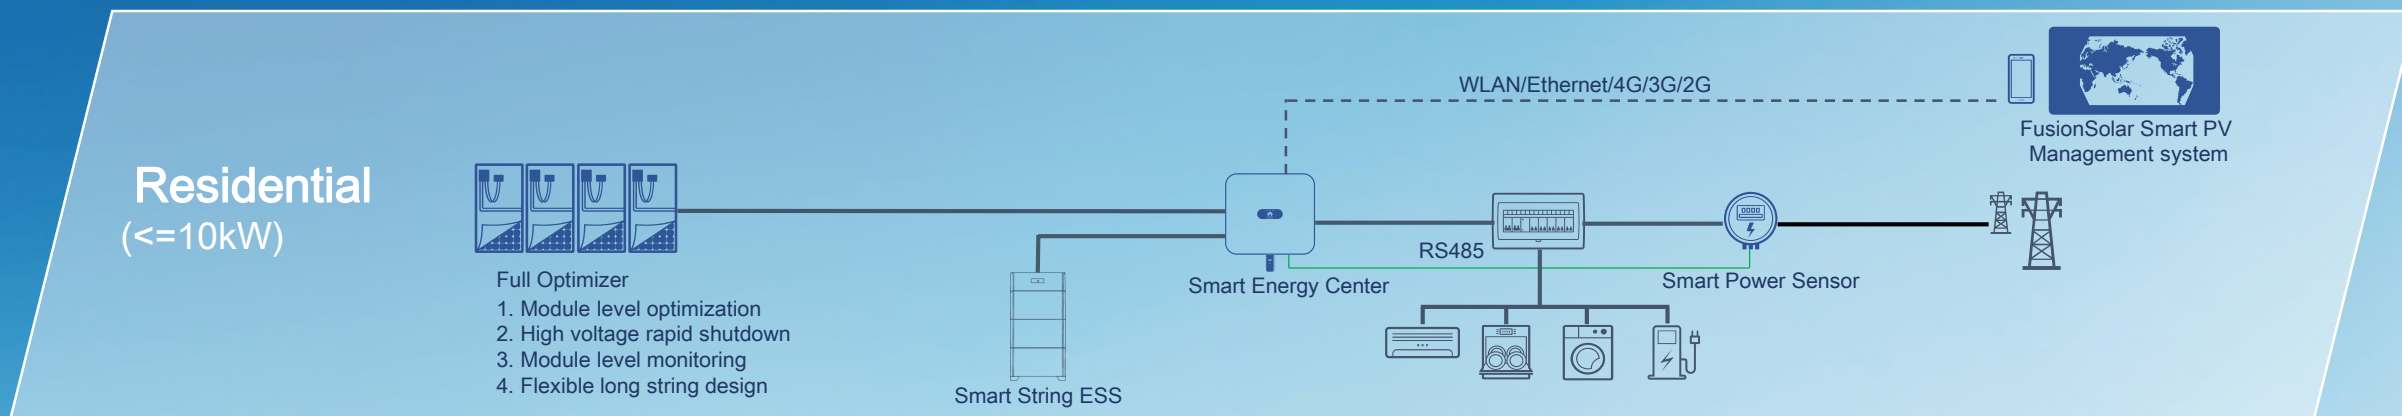 Residential
(<=10kW)
Full Optimizer
1. Module level optimization
2. High voltage rapid shutdown
3. Module level monitoring
4. Flexible long string design
Smart String ESS
Smart Energy Center
RS485
Smart Power Sensor
WLAN/Ethernet/4G/3G/2G
FusionSolar Smart PV
Management system